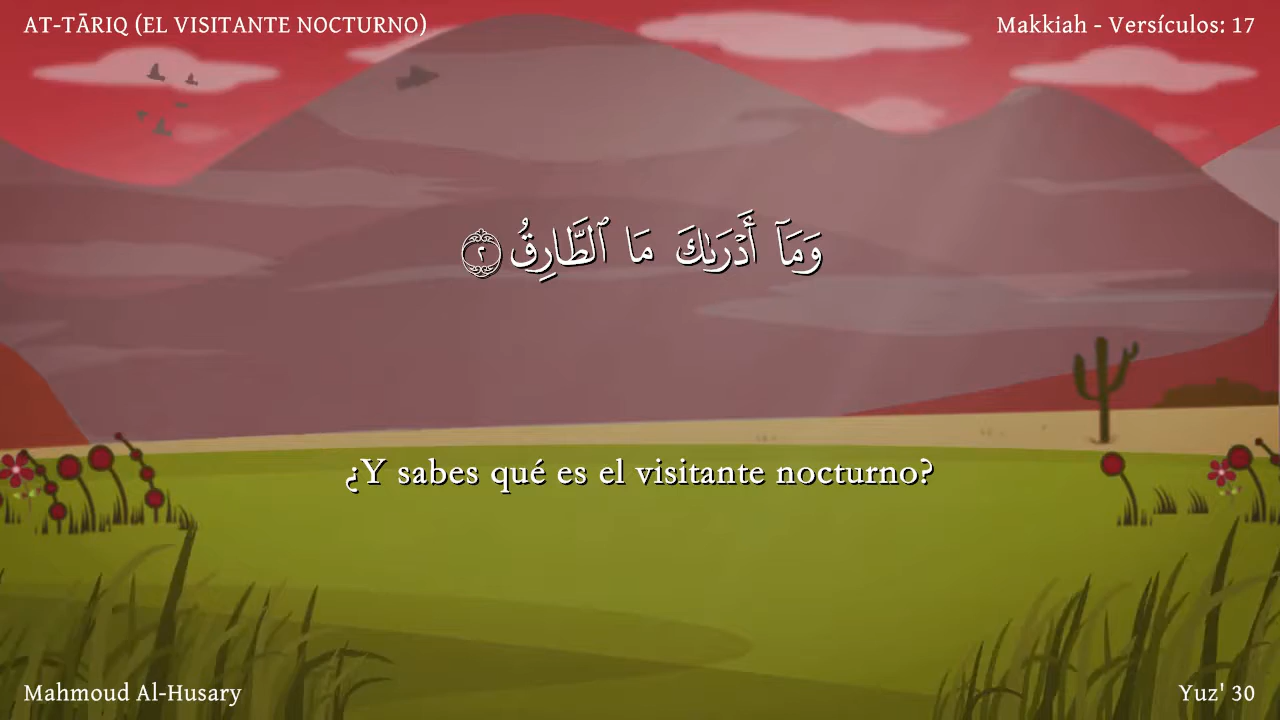 AT-TĀRIQ (EL VISITANTE NOCTURNO)
Makkiah - Versículos: 17
وَمَآ أَدْرَىٰكَ مَا ٱلطَّارِقُ ٢
¿Y sabes qué es el visitante nocturno?
Mahmoud Al-Husary
Yuz' 30